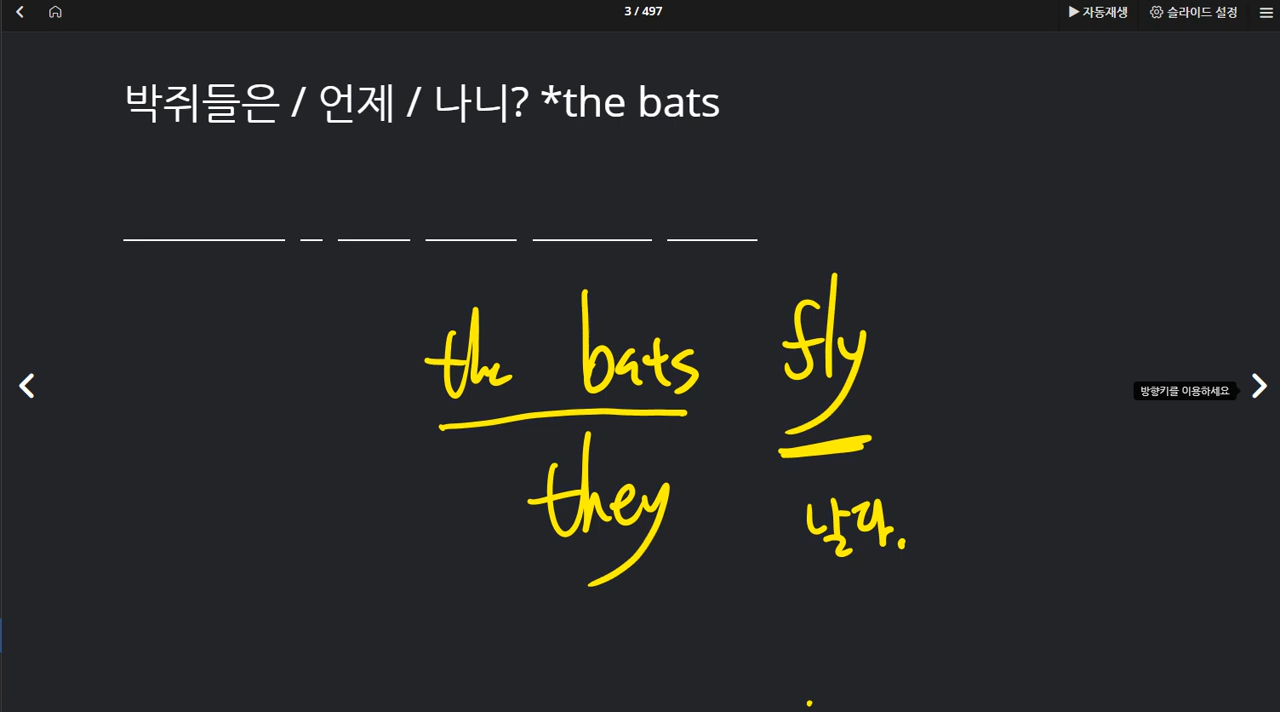 3 / 497
▶ 자동재생
슬라이드 설정
박쥐들은 / 언제 / 나니? *the bats
the bats fly
they
날다.
방향키를 이용하세요